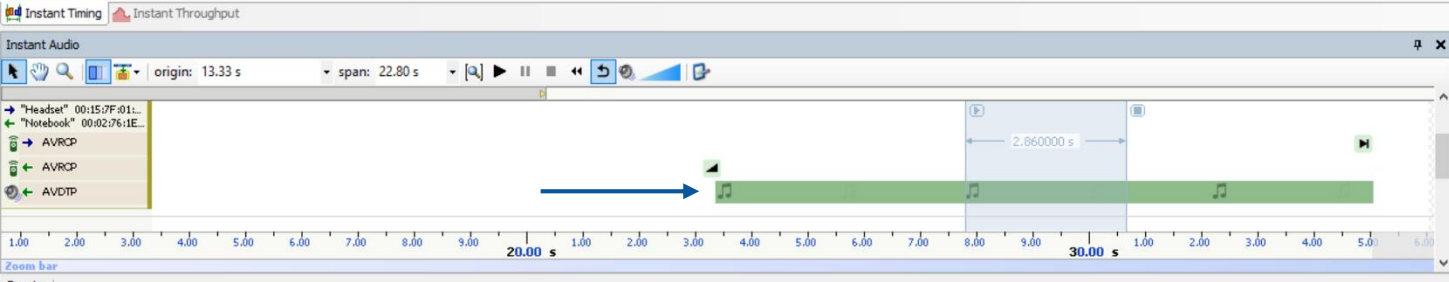 Instant Timing Instant Throughput
Instant Audio
origin: 13.33 s span: 22.80 s
"Headset" 00:15:7F:01:...
"Notebook" 00:02:76:1E...
AVRCP
2.860000 s
AVRCP
AVDTP
1.00 2.00 3.00 4.00 5.00 6.00 7.00 8.00 9.00 20.00 s 1.00 2.00 3.00 4.00 5.00 6.00 7.00 8.00 9.00 30.00 s 1.00 2.00 3.00 4.00 5.00 6.00
Zoom bar